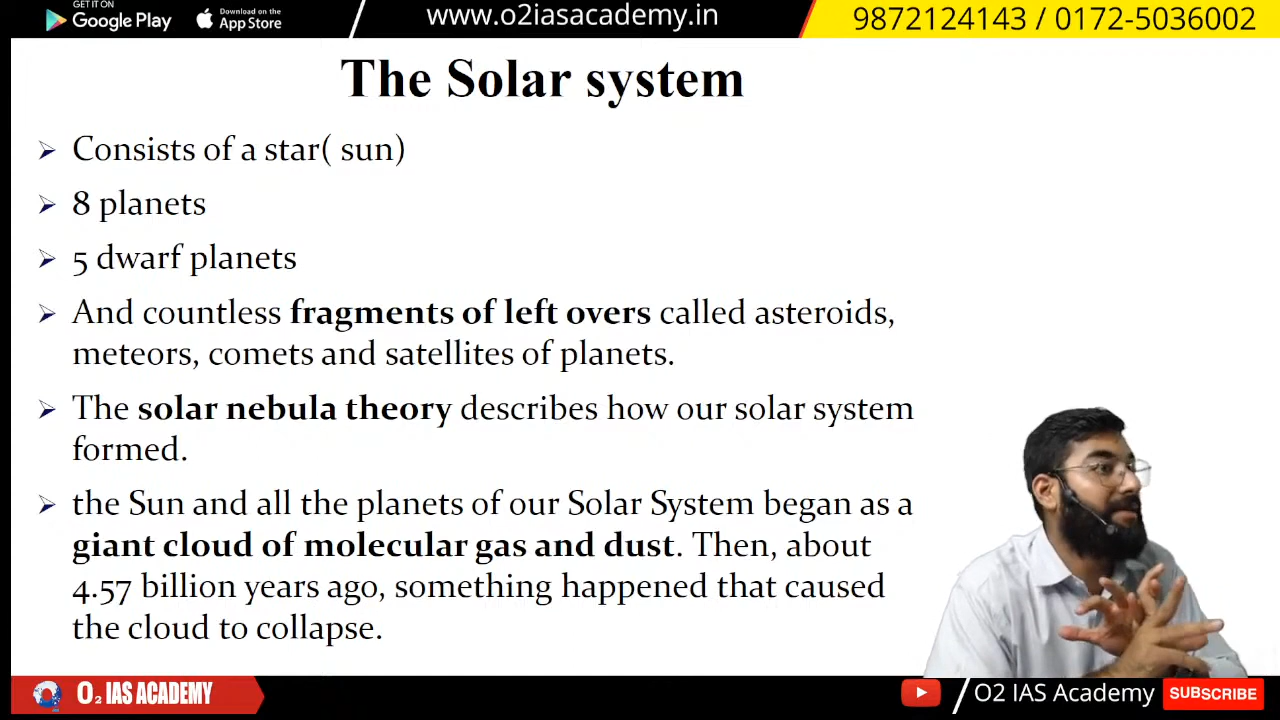 GET IT ON
Google Play
Download on the
App Store
www.o2iasacademy.in
9872124143 / 0172-5036002
The Solar system
Consists of a star( sun)
8 planets
5 dwarf planets
And countless fragments of left overs called asteroids,
meteors, comets and satellites of planets.
The solar nebula theory describes how our solar system
formed.
the Sun and all the planets of our Solar System began as a
giant cloud of molecular gas and dust. Then, about
4.57 billion years ago, something happened that caused
the cloud to collapse.
O2 IAS ACADEMY
O2 IAS Academy
SUBSCRIBE